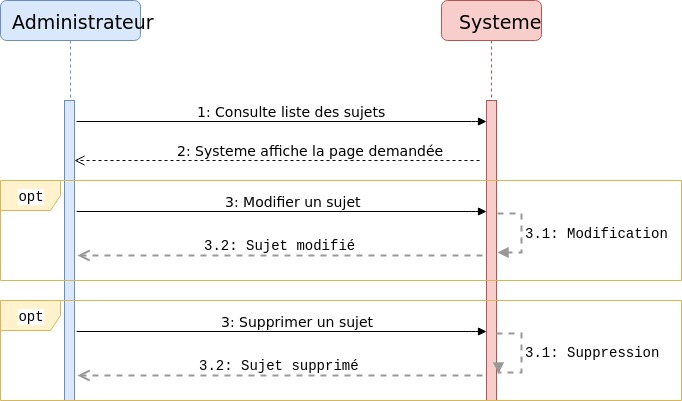 Administrateur
Systeme
1: Consulte liste des sujets
2: Systeme affiche la page demandée
opt
3: Modifier un sujet
3.1: Modification
3.2: Sujet modifié
opt
3: Supprimer un sujet
3.1: Suppression
3.2: Sujet supprimé